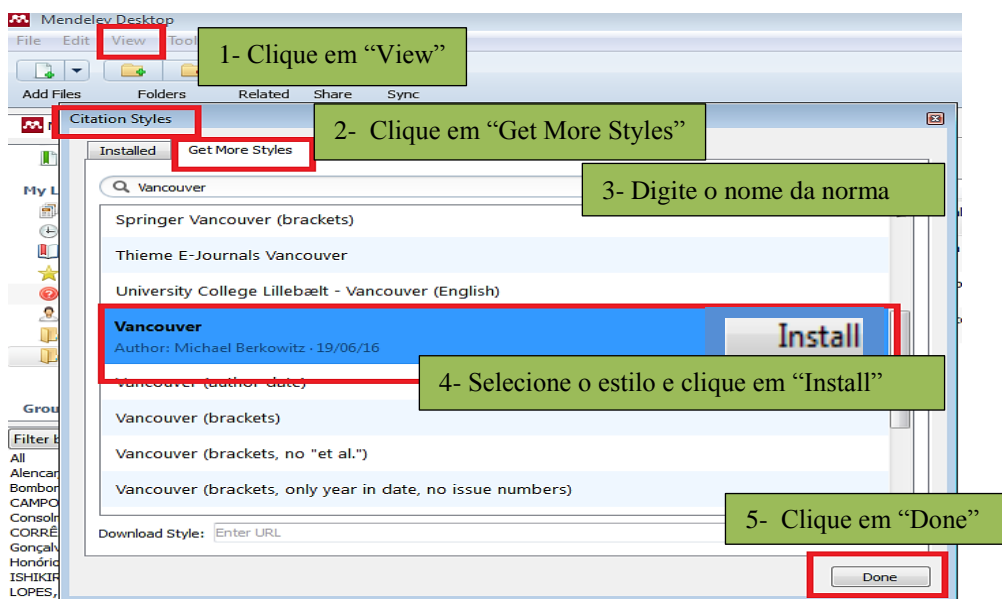 Mendeley Desktop
File Edit View Tool
1- Clique em “View”
Add Files Folders Related Share Sync
Citation Styles
2- Clique em “Get More Styles”
Installed Get More Styles
My L
Vancouver
3- Digite o nome da norma
Springer Vancouver (brackets)
Thieme E-Journals Vancouver
University College Lillebælt - Vancouver (English)
Vancouver
Author: Michael Berkowitz · 19/06/16
Install
Vancouver (author-date)
4- Selecione o estilo e clique em “Install”
Grou
Vancouver (brackets)
Filter b
All
Vancouver (brackets, no "et al.")
Alencar
Bombor
Vancouver (brackets, only year in date, no issue numbers)
CAMPO
Consoln
5- Clique em “Done”
CORRÊ
Download Style: Enter URL
Gonçalv
Honório
ISHIKIR
Done
LOPES,